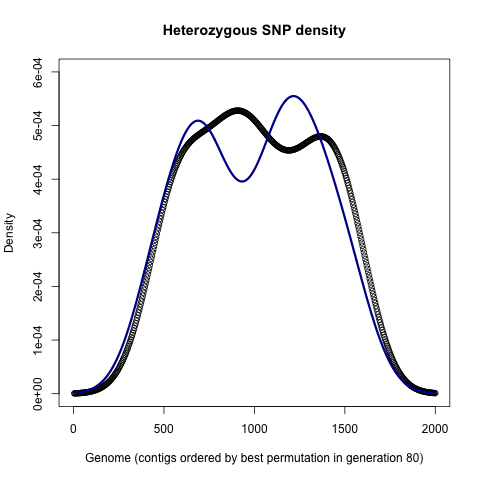 Heterozygous SNP density
6e-04
5e-04
4e-04
3e-04
2e-04
1e-04
0e+00
Density
0 500 1000 1500 2000
Genome (contigs ordered by best permutation in generation 80)